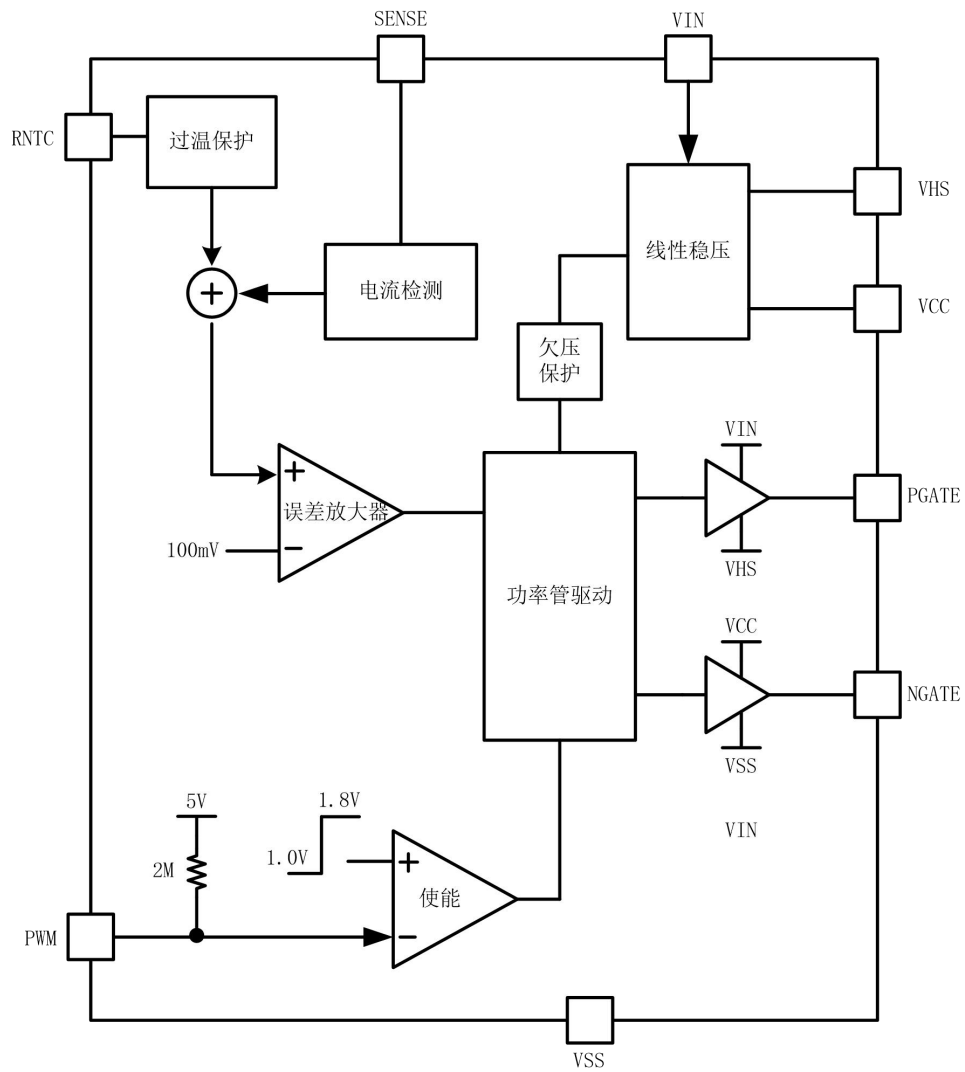 SENSE
VIN
RNTC
过温保护
VHS
线性稳压
电流检测
VCC
欠压
保护
VIN
+
误差放大器
PGATE
100mV
−
VHS
功率管驱动
VCC
NGATE
VSS
5V
1.8V
VIN
1.0V
2M
+
使能
PWM
−
VSS